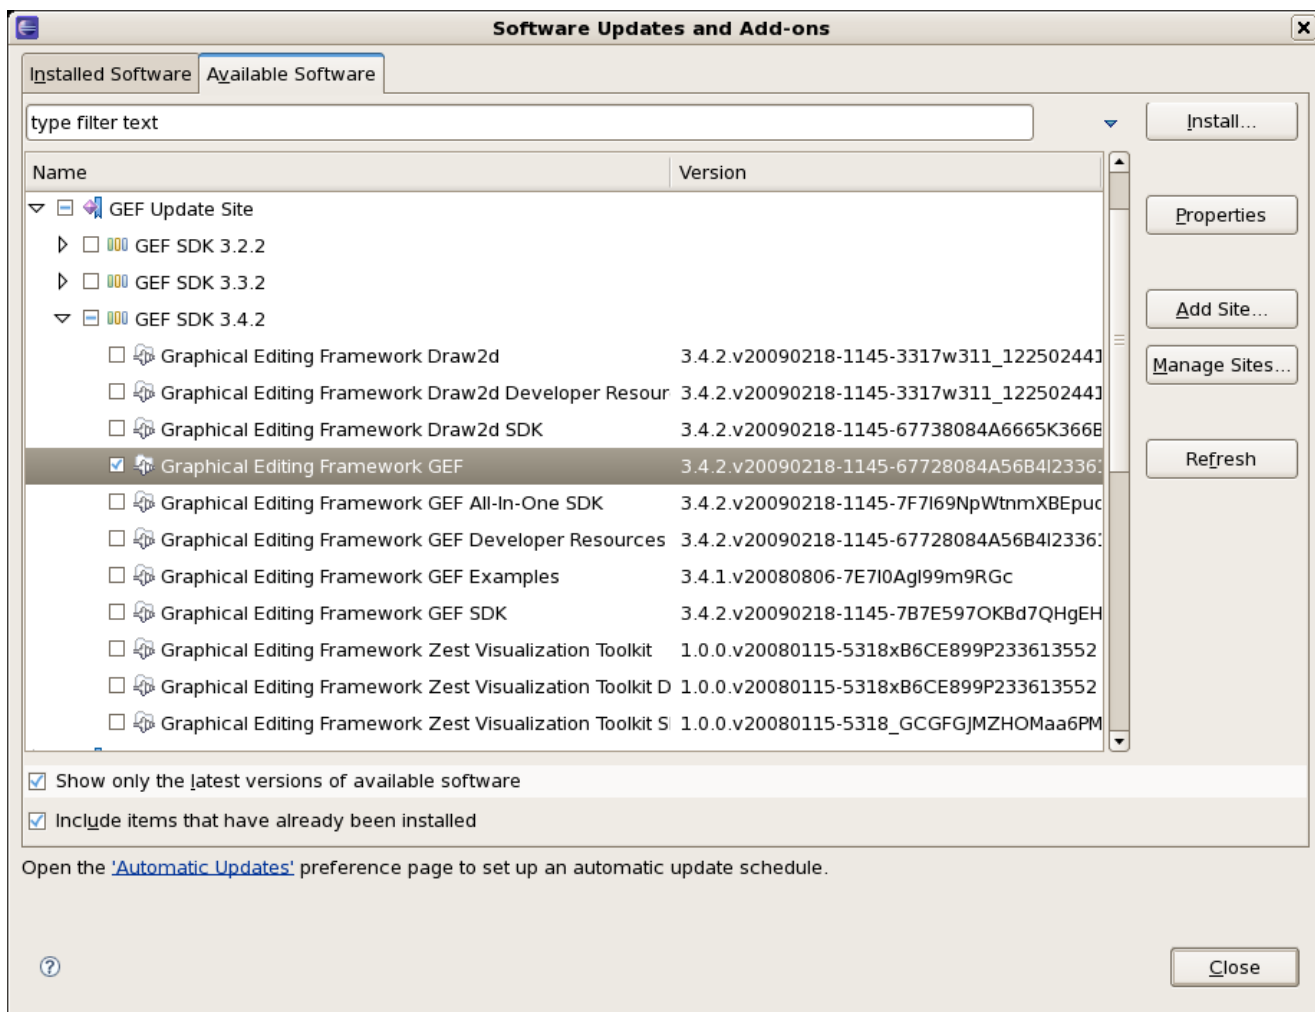 Software Updates and Add-ons
Installed Software Available Software
type filter text Install...
Name Version
GEF Update Site Properties
GEF SDK 3.2.2
GEF SDK 3.3.2
GEF SDK 3.4.2 Add Site...
Graphical Editing Framework Draw2d 3.4.2.v20090218-1145-3317w311_122502441
Manage Sites...
Graphical Editing Framework Draw2d Developer Resour 3.4.2.v20090218-1145-3317w311_122502441
Graphical Editing Framework Draw2d SDK 3.4.2.v20090218-1145-67738084A6665K366B
Graphical Editing Framework GEF 3.4.2.v20090218-1145-67728084A56B4I23361 Refresh
Graphical Editing Framework GEF All-In-One SDK 3.4.2.v20090218-1145-7F7I69NpWtnmXBEpuc
Graphical Editing Framework GEF Developer Resources 3.4.2.v20090218-1145-67728084A56B4I23361
Graphical Editing Framework GEF Examples 3.4.1.v20080806-7E7I0AgI99m9RGc
Graphical Editing Framework GEF SDK 3.4.2.v20090218-1145-7B7E597OKBd7QHgEH
Graphical Editing Framework Zest Visualization Toolkit 1.0.0.v20080115-5318xB6CE899P233613552
Graphical Editing Framework Zest Visualization Toolkit D 1.0.0.v20080115-5318xB6CE899P233613552
Graphical Editing Framework Zest Visualization Toolkit S 1.0.0.v20080115-5318_GCGFGJMZHOMaa6PM
Show only the latest versions of available software
Include items that have already been installed
Open the 'Automatic Updates' preference page to set up an automatic update schedule.
? Close